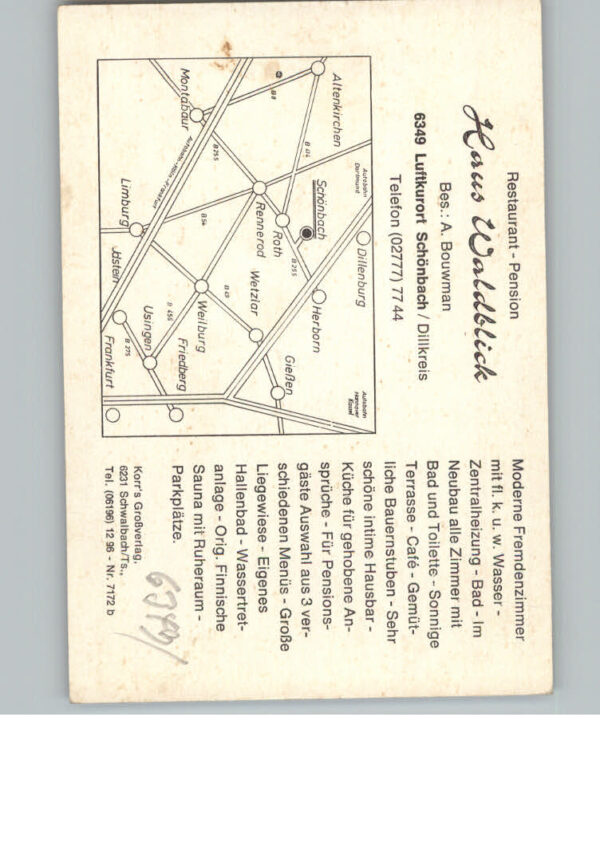 Restaurant - Pension
Haus Waldblick
Bes.: A. Bouwman
6349 Luftkurort Schönbach / Dillkreis
Telefon (02777) 77 44
Altenkirchen
Autobahn
Dortmund
Dillenburg
B 414
Schönbach
Montabaur
B 255
Roth
B 255
Herborn
Rennerod
Autobahn
Hannover
Kassel
B 54
Wetzlar
Gießen
Limburg
B 49
Weilburg
B 456
Friedberg
Usingen
Jdstein
B 275
Frankfurt
Moderne Fremdenzimmer
mit fl. k. u. w. Wasser -
Zentralheizung - Bad - Im
Neubau alle Zimmer mit
Bad und Toilette - Sonnige
Terrasse - Café - Gemüt-
liche Bauernstuben - Sehr
schöne intime Hausbar -
Küche für gehobene An-
sprüche - Für Pensions-
gäste Auswahl aus 3 ver-
schiedenen Menüs - Große
Liegewiese - Eigenes
Hallenbad - Wassertret-
anlage - Orig. Finnische
Sauna mit Ruheraum -
Parkplätze.
Korr's Großverlag,
6231 Schwalbach/Ts.,
Tel. (06196) 12 96 - Nr. 7172 b